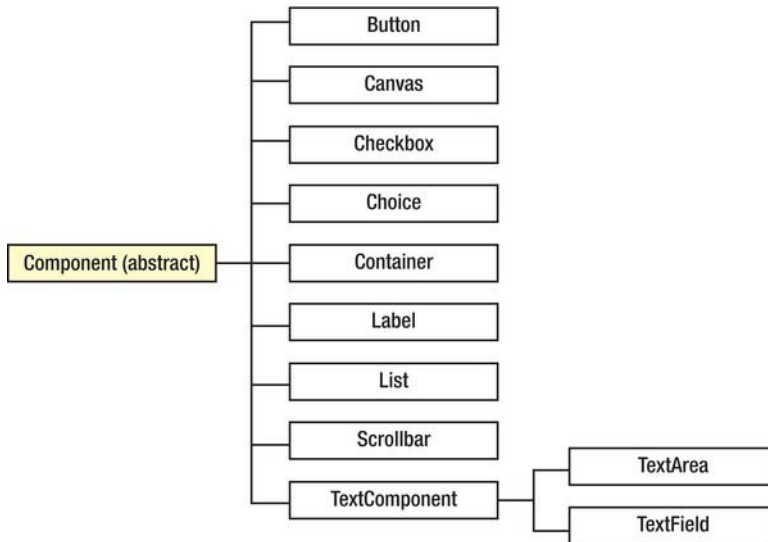 Button
Canvas
Checkbox
Choice
Component (abstract)
Container
Label
List
Scrollbar
TextComponent
TextArea
TextField